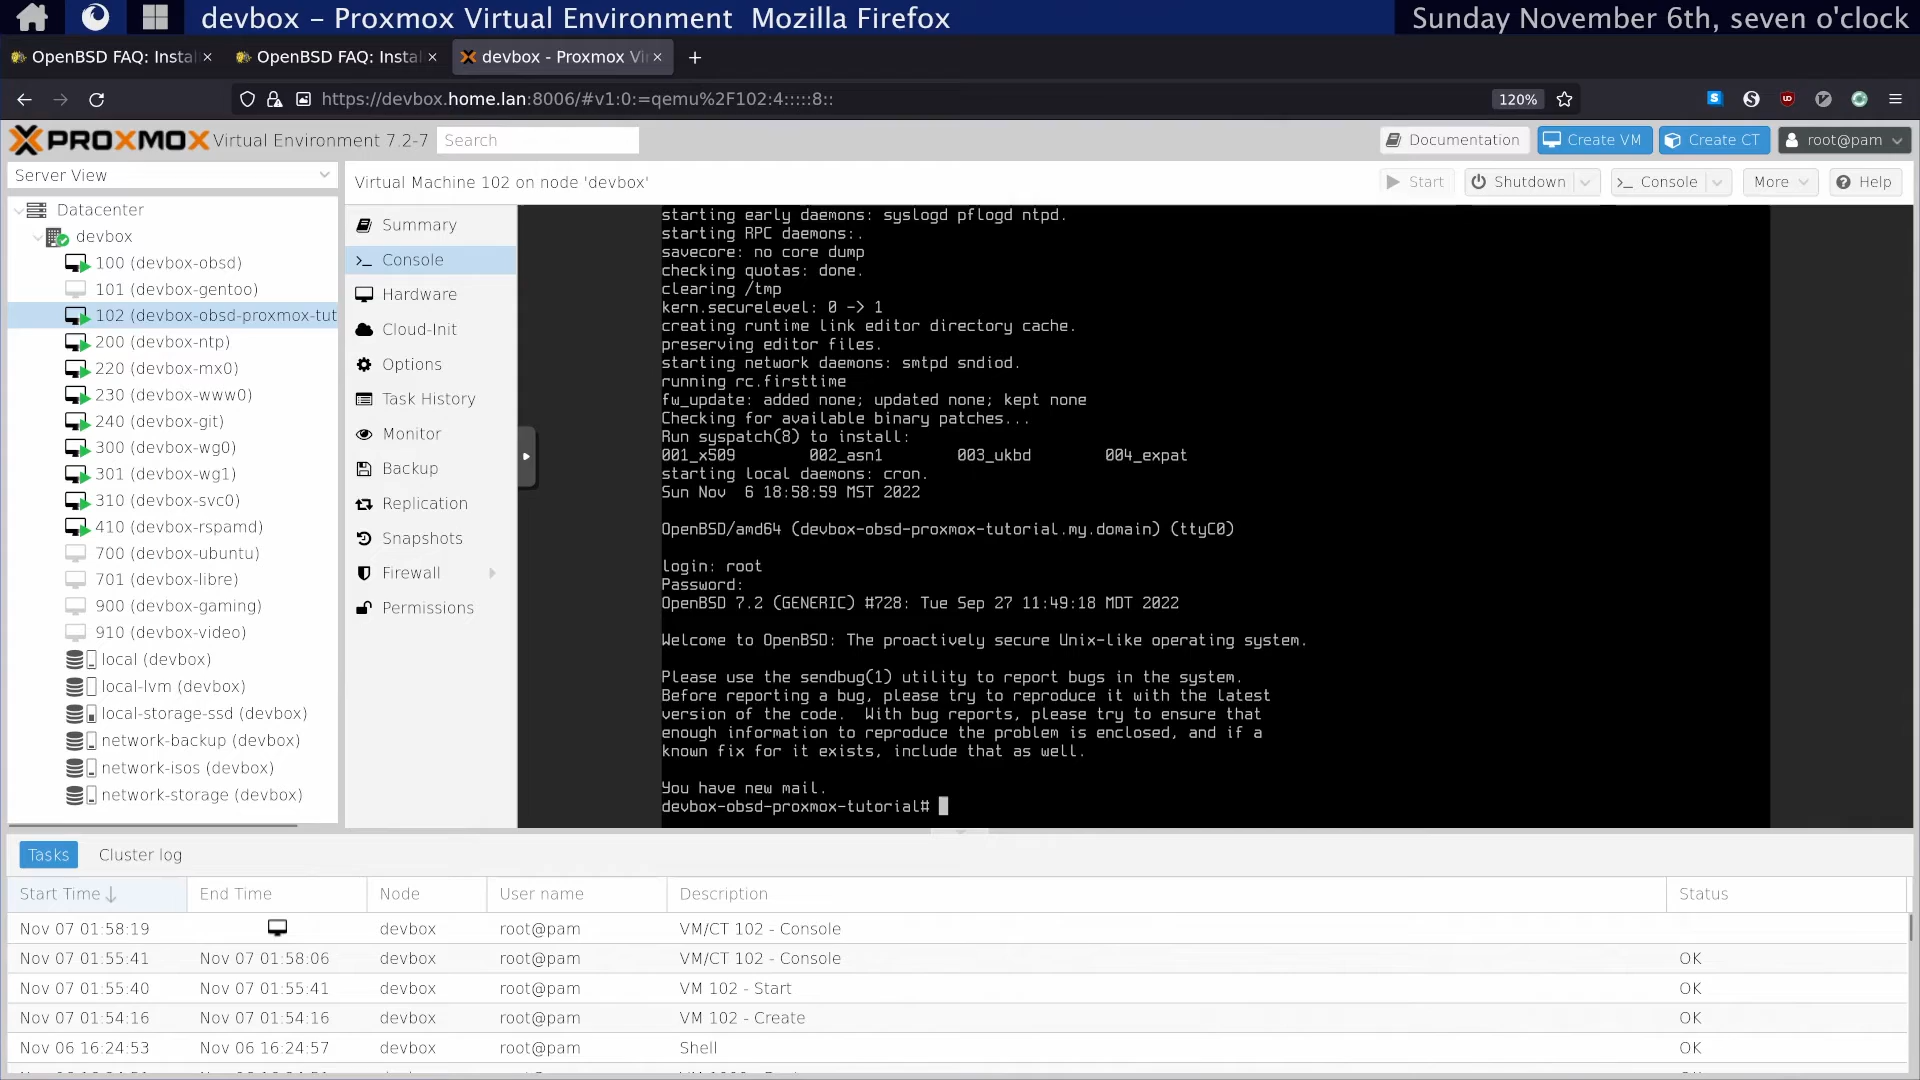 devbox – Proxmox Virtual Environment  Mozilla Firefox
Sunday November 6th, seven o'clock
OpenBSD FAQ: Instal
OpenBSD FAQ: Instal
devbox - Proxmox Vir
https://devbox.home.lan:8006/#v1:0:=qemu%2F102:4:::::8::
120%
PROXMOX Virtual Environment 7.2-7
Search
Documentation
Create VM
Create CT
root@pam
Server View
Virtual Machine 102 on node 'devbox'
Start
Shutdown
Console
More
Help
Datacenter
devbox
100 (devbox-obsd)
101 (devbox-gentoo)
102 (devbox-obsd-proxmox-tut
200 (devbox-ntp)
220 (devbox-mx0)
230 (devbox-www0)
240 (devbox-git)
300 (devbox-wg0)
301 (devbox-wg1)
310 (devbox-svc0)
410 (devbox-rspamd)
700 (devbox-ubuntu)
701 (devbox-libre)
900 (devbox-gaming)
910 (devbox-video)
local (devbox)
local-lvm (devbox)
local-storage-ssd (devbox)
network-backup (devbox)
network-isos (devbox)
network-storage (devbox)
Summary
Console
Hardware
Cloud-Init
Options
Task History
Monitor
Backup
Replication
Snapshots
Firewall
Permissions
starting early daemons: syslogd pflogd ntpd.
starting RPC daemons:.
savecore: no core dump
checking quotas: done.
clearing /tmp
kern.securelevel: 0 -> 1
creating runtime link editor directory cache.
preserving editor files.
starting network daemons: smtpd sndiod.
running rc.firsttime
fw_update: added none; updated none; kept none
Checking for available binary patches...
Run syspatch(8) to install:
001_x509 002_asn1 003_ukbd 004_expat
starting local daemons: cron.
Sun Nov  6 18:58:59 MST 2022
OpenBSD/amd64 (devbox-obsd-proxmox-tutorial.my.domain) (ttyC0)
login: root
Password:
OpenBSD 7.2 (GENERIC) #728: Tue Sep 27 11:49:18 MDT 2022
Welcome to OpenBSD: The proactively secure Unix-like operating system.
Please use the sendbug(1) utility to report bugs in the system.
Before reporting a bug, please try to reproduce it with the latest
version of the code.  With bug reports, please try to ensure that
enough information to reproduce the problem is enclosed, and if a
known fix for it exists, include that as well.
You have new mail.
devbox-obsd-proxmox-tutorial#
Tasks
Cluster log
Start Time End Time Node User name Description Status
Nov 07 01:58:19 devbox root@pam VM/CT 102 - Console
Nov 07 01:55:41 Nov 07 01:58:06 devbox root@pam VM/CT 102 - Console OK
Nov 07 01:55:40 Nov 07 01:55:41 devbox root@pam VM 102 - Start OK
Nov 07 01:54:16 Nov 07 01:54:16 devbox root@pam VM 102 - Create OK
Nov 06 16:24:53 Nov 06 16:24:57 devbox root@pam Shell OK